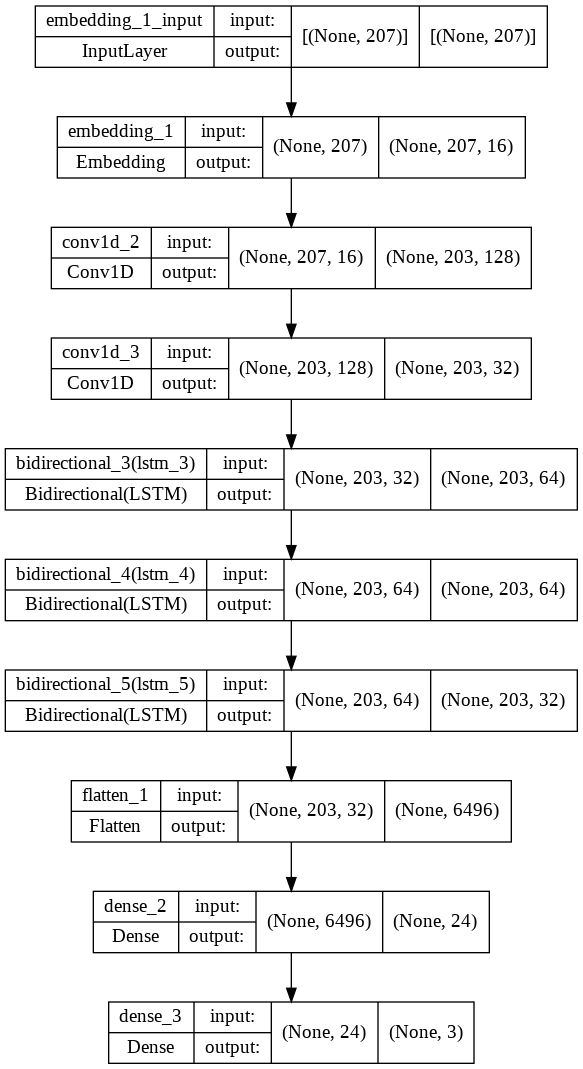 embedding_1_input input: [(None, 207)] [(None, 207)]
InputLayer output:
embedding_1 input: (None, 207) (None, 207, 16)
Embedding output:
conv1d_2 input: (None, 207, 16) (None, 203, 128)
Conv1D output:
conv1d_3 input: (None, 203, 128) (None, 203, 32)
Conv1D output:
bidirectional_3(lstm_3) input: (None, 203, 32) (None, 203, 64)
Bidirectional(LSTM) output:
bidirectional_4(lstm_4) input: (None, 203, 64) (None, 203, 64)
Bidirectional(LSTM) output:
bidirectional_5(lstm_5) input: (None, 203, 64) (None, 203, 32)
Bidirectional(LSTM) output:
flatten_1 input: (None, 203, 32) (None, 6496)
Flatten output:
dense_2 input: (None, 6496) (None, 24)
Dense output:
dense_3 input: (None, 24) (None, 3)
Dense output: